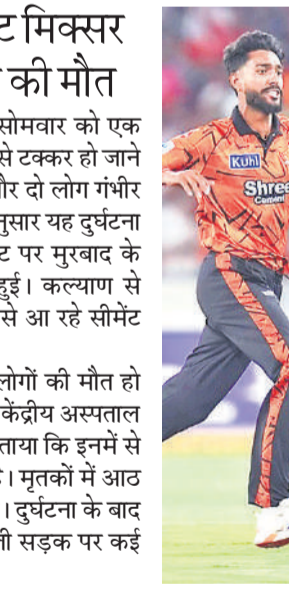 मिक्सर
की मौत
सोमवार को एक
से टक्कर हो जाने
और दो लोग गंभीर
नुसार यह दुर्घटना
ट पर मुरबाद के
हुई। कल्याण से
से आ रहे सीमेंट
लोगों की मौत हो
केंद्रीय अस्पताल
ताया कि इनमें से
। मृतकों में आठ
। दुर्घटना के बाद
सड़क पर कई
Kuhl
Shree
Cement